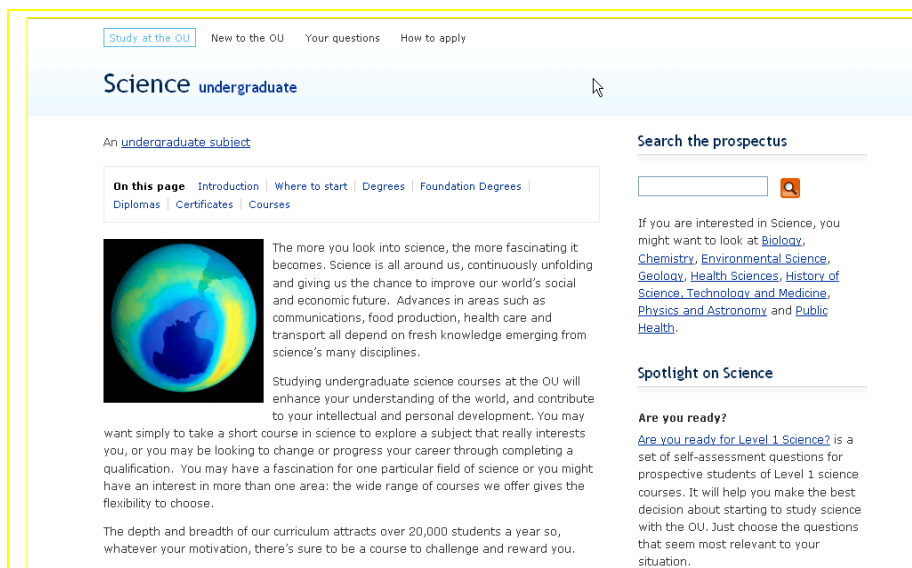 Study at the OU New to the OU Your questions How to apply
Science undergraduate
An undergraduate subject
On this page Introduction Where to start Degrees Foundation Degrees
Diplomas Certificates Courses
The more you look into science, the more fascinating it
becomes. Science is all around us, continuously unfolding
and giving us the chance to improve our world's social
and economic future. Advances in areas such as
communications, food production, health care and
transport all depend on fresh knowledge emerging from
science's many disciplines.
Studying undergraduate science courses at the OU will
enhance your understanding of the world, and contribute
to your intellectual and personal development. You may
want simply to take a short course in science to explore a subject that really interests
you, or you may be looking to change or progress your career through completing a
qualification. You may have a fascination for one particular field of science or you might
have an interest in more than one area: the wide range of courses we offer gives the
flexibility to choose.
The depth and breadth of our curriculum attracts over 20,000 students a year so,
whatever your motivation, there's sure to be a course to challenge and reward you.
Search the prospectus
If you are interested in Science, you
might want to look at Biology,
Chemistry, Environmental Science,
Geology, Health Sciences, History of
Science, Technology and Medicine,
Physics and Astronomy and Public
Health.
Spotlight on Science
Are you ready?
Are you ready for Level 1 Science? is a
set of self-assessment questions for
prospective students of Level 1 science
courses. It will help you make the best
decision about starting to study science
with the OU. Just choose the questions
that seem most relevant to your
situation.